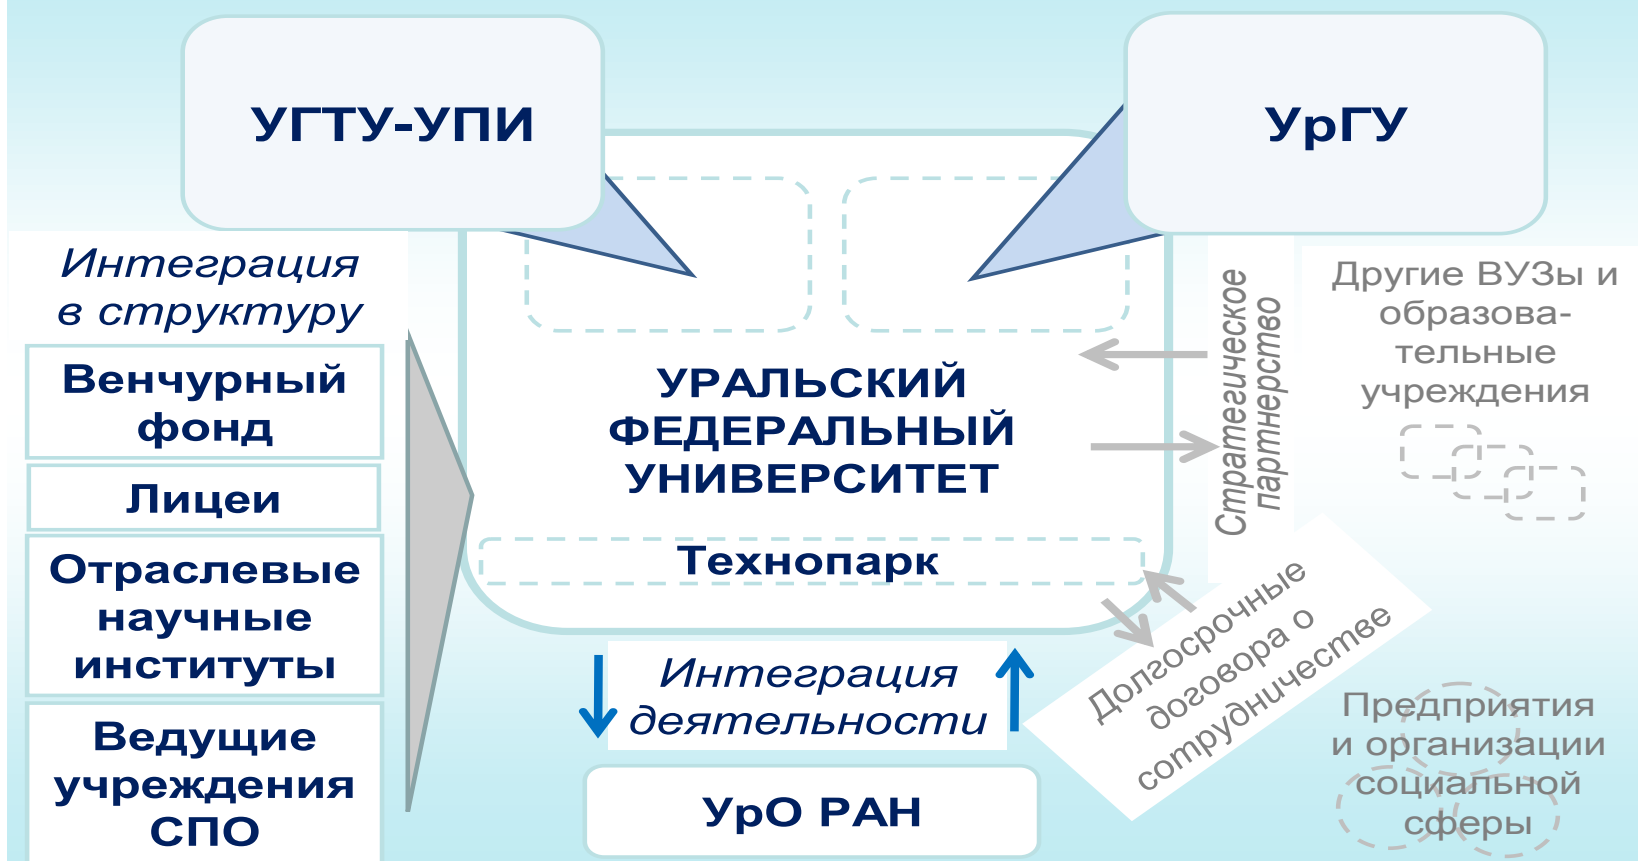 УГТУ-УПИ
УрГУ
Интеграция
в структуру
Венчурный
фонд
Лицеи
Отраслевые
научные
институты
Ведущие
учреждения
СПО
УРАЛЬСКИЙ
ФЕДЕРАЛЬНЫЙ
УНИВЕРСИТЕТ
Технопарк
Стратегическое
партнерство
Другие ВУЗы и
образова-
тельные
учреждения
Интеграция
деятельности
УрО РАН
Долгосрочные
договора о
сотрудничестве
Предприятия
и организации
социальной
сферы